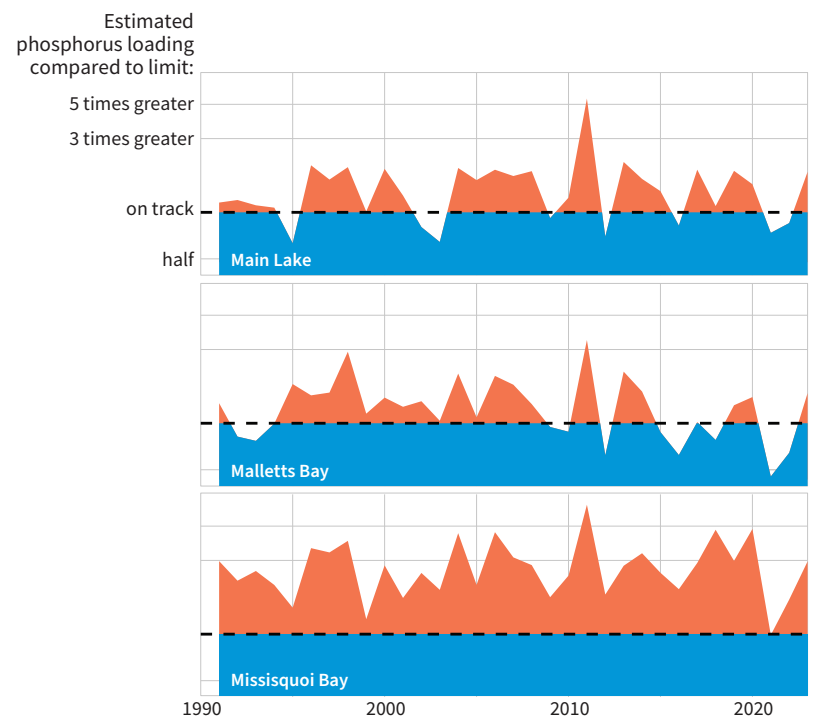 Estimated
phosphorus loading
compared to limit:
5 times greater
3 times greater
on track
half
Main Lake
Malletts Bay
Missisquoi Bay
1990 2000 2010 2020